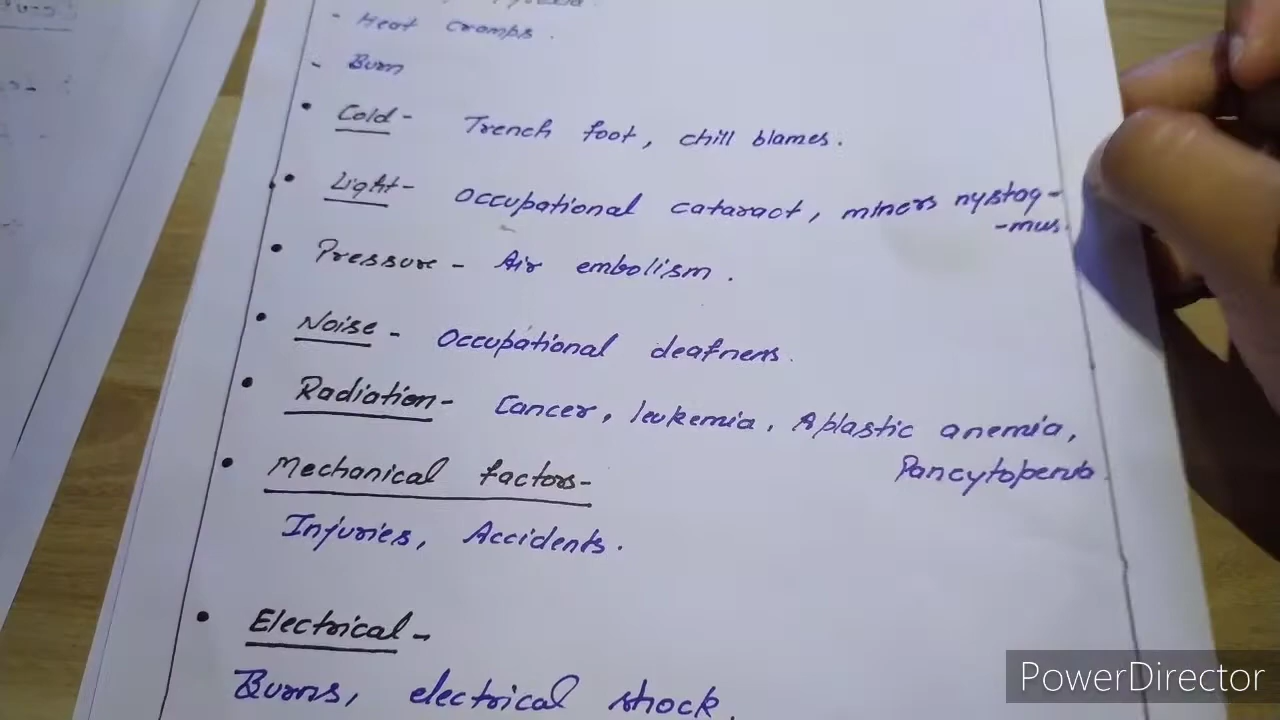 - Heat cramps.
- Burn
• Cold - Trench foot, chill blames.
• Light - Occupational cataract, miners nystag-
-mus.
• Pressure - Air embolism.
• Noise - Occupational deafness.
• Radiation - Cancer, leukemia, Aplastic anemia,
Pancytopenia.
• Mechanical factors -
Injuries, Accidents.
• Electrical -
Burns, electrical shock.
PowerDirector